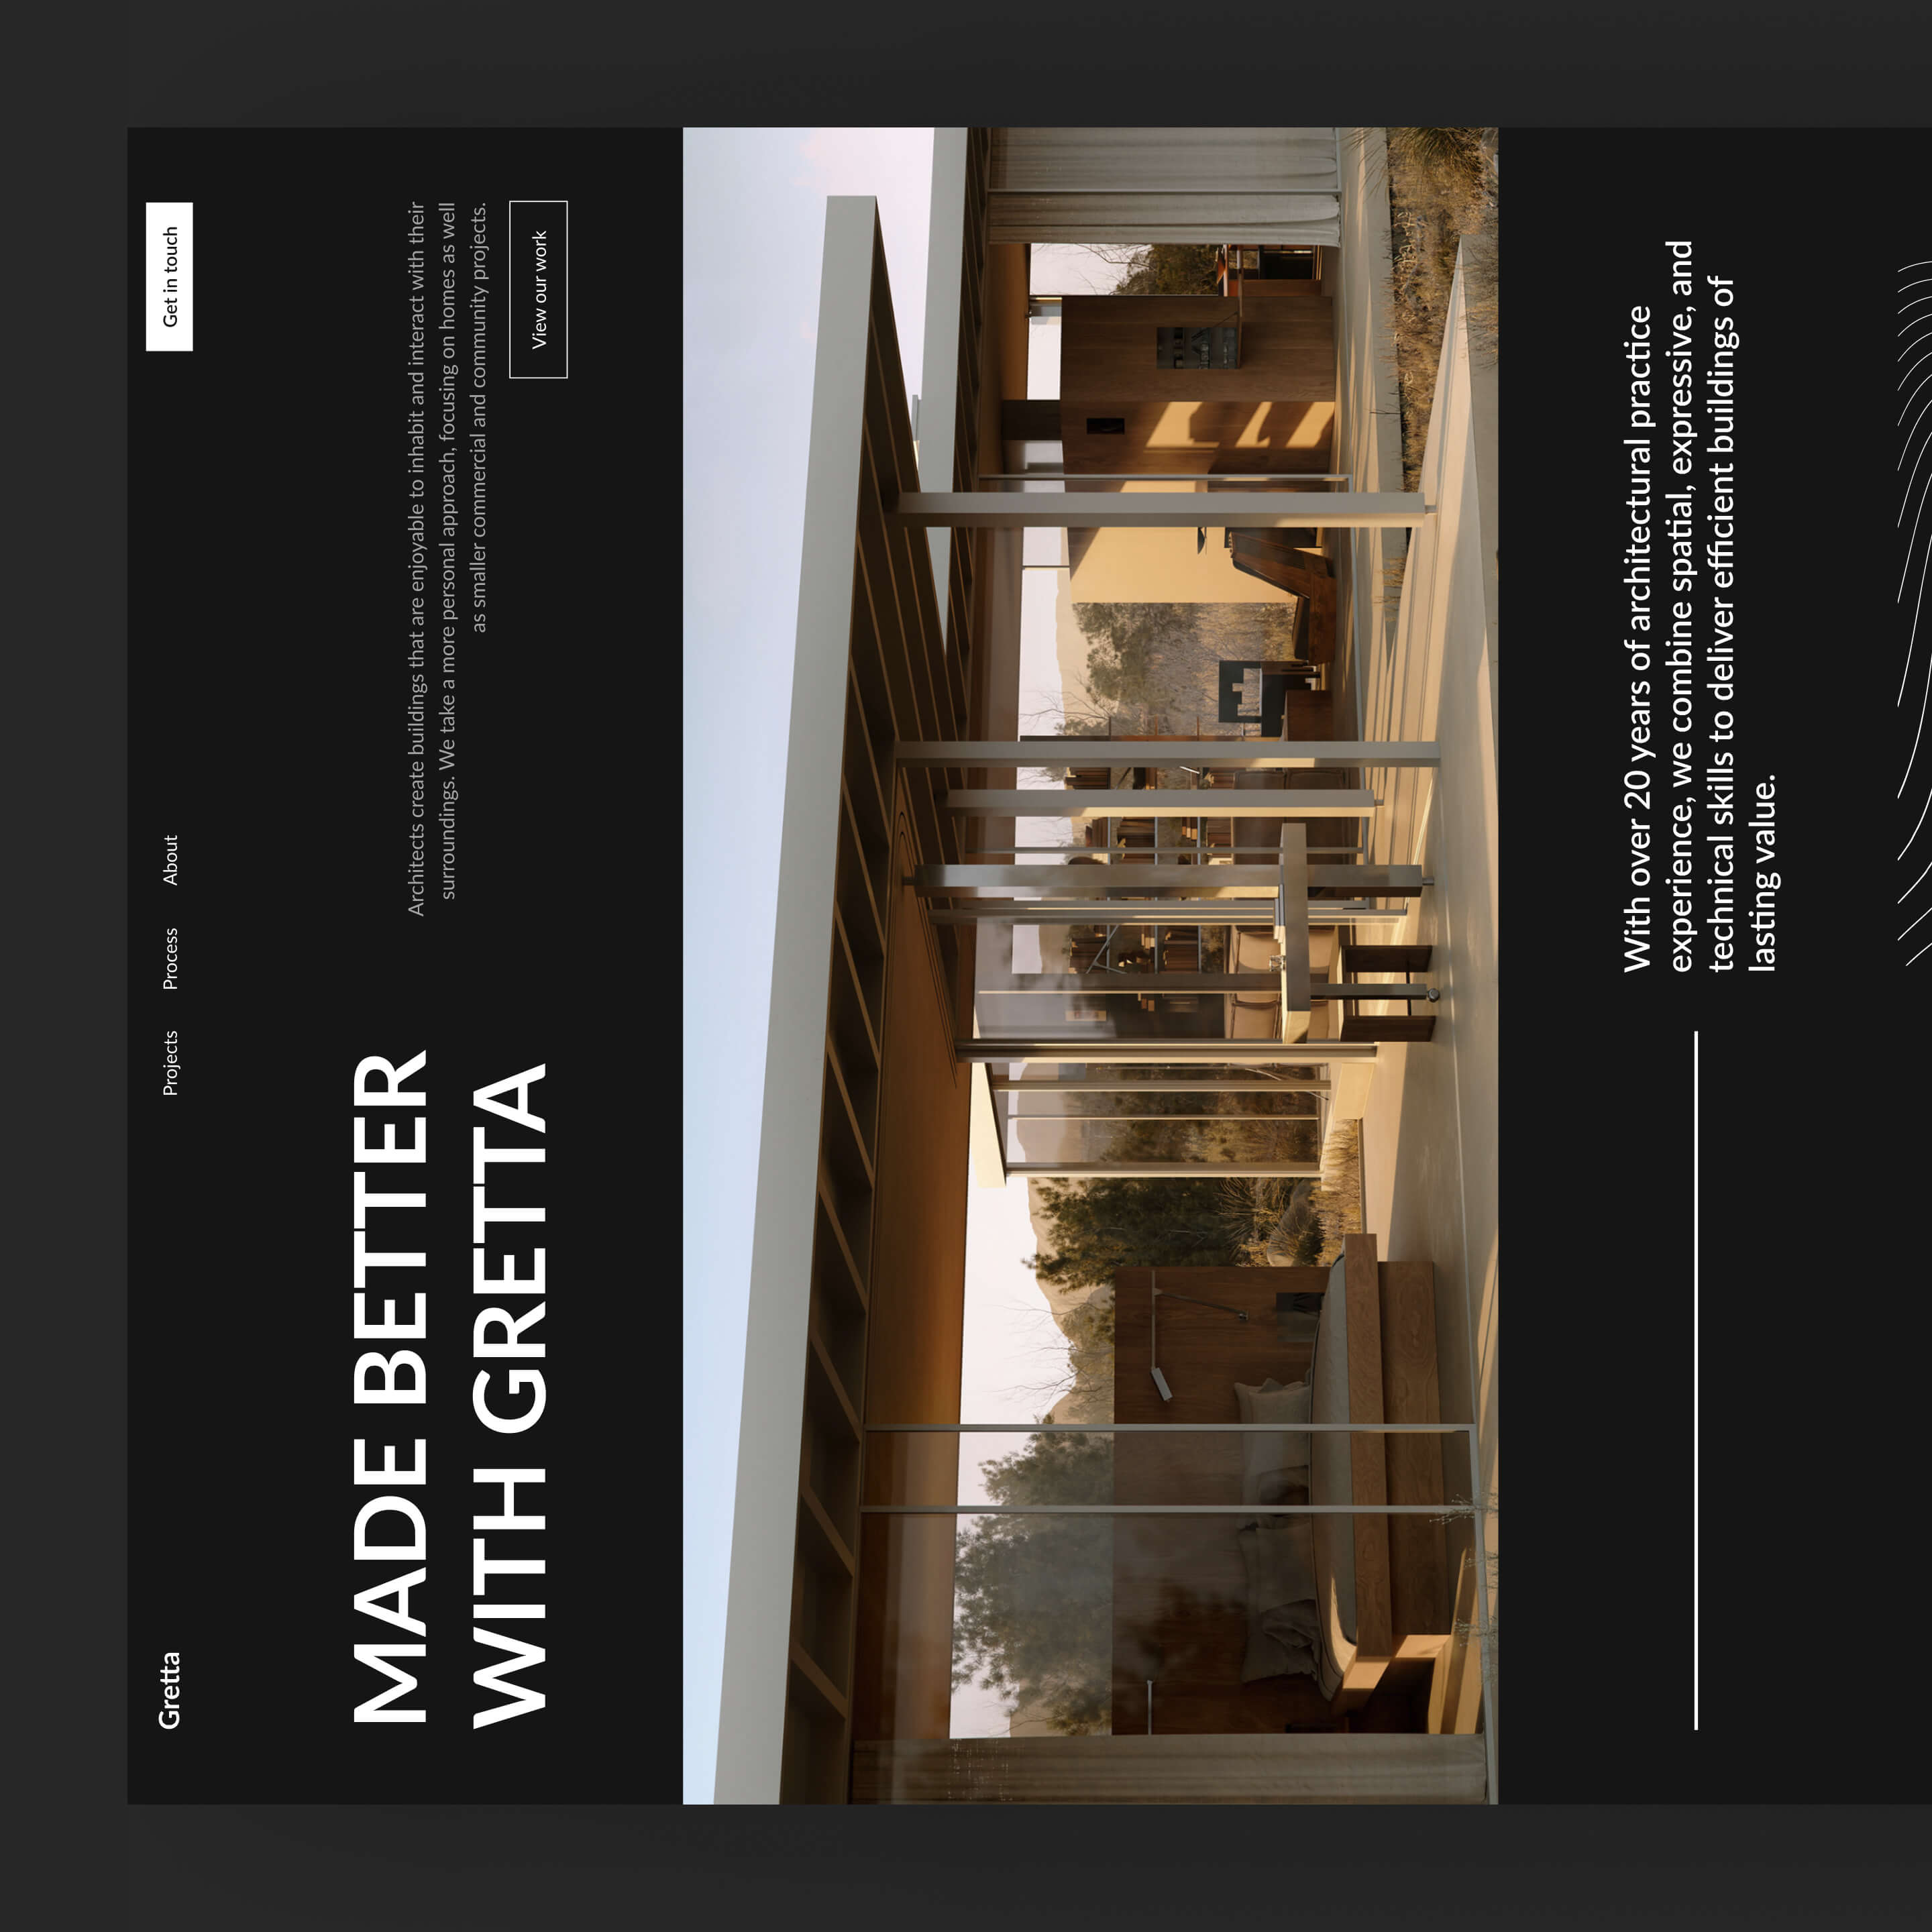 Gretta
Projects
Process
About
Get in touch
MADE BETTER
WITH GRETTA
Architects create buildings that are enjoyable to inhabit and interact with their
surroundings. We take a more personal approach, focusing on homes as well
as smaller commercial and community projects.
View our work
With over 20 years of architectural practice
experience, we combine spatial, expressive, and
technical skills to deliver efficient buildings of
lasting value.